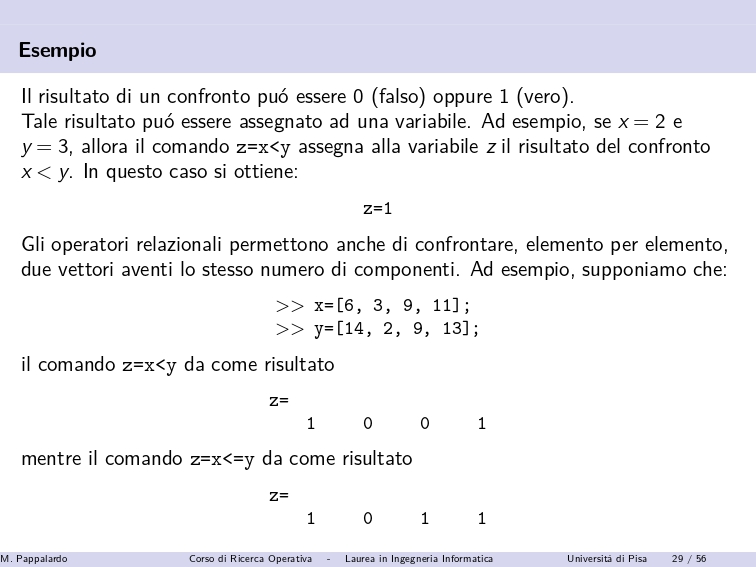 Esempio
Il risultato di un confronto puó essere 0 (falso) oppure 1 (vero).
Tale risultato puó essere assegnato ad una variabile. Ad esempio, se x = 2 e
y = 3, allora il comando z=x<y assegna alla variabile z il risultato del confronto
x < y. In questo caso si ottiene:
z=1
Gli operatori relazionali permettono anche di confrontare, elemento per elemento,
due vettori aventi lo stesso numero di componenti. Ad esempio, supponiamo che:
>> x=[6, 3, 9, 11];
>> y=[14, 2, 9, 13];
il comando z=x<y da come risultato
z=
1 0 0 1
mentre il comando z=x<=y da come risultato
z=
1 0 1 1
M. Pappalardo Corso di Ricerca Operativa - Laurea in Ingegneria Informatica Universitá di Pisa 29 / 56